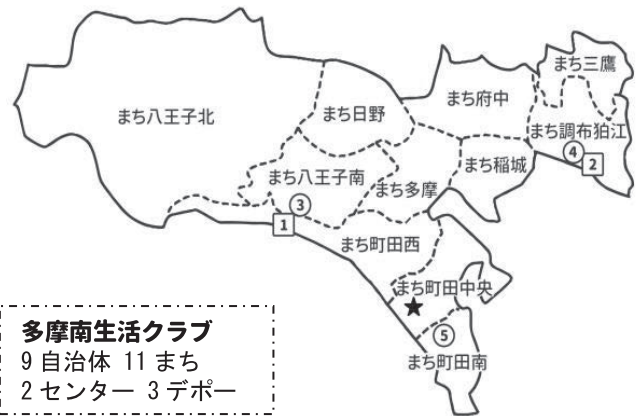 まち三鷹
まち府中
まち日野
まち八王子北
まち調布狛江
④
2
まち稲城
まち八王子南
まち多摩
③
1
まち町田西
まち町田中央
★
⑤
まち町田南
多摩南生活クラブ
9自治体 11まち
2センター 3デポー